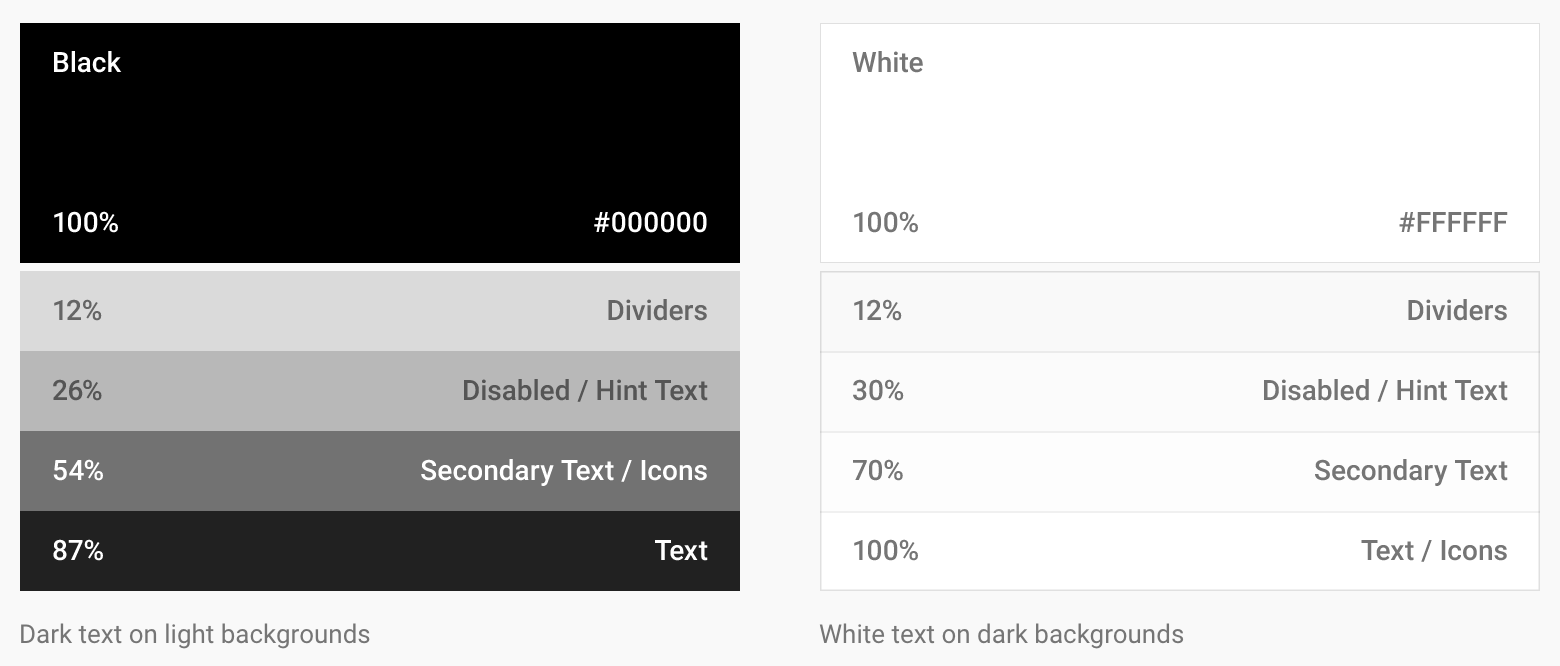 Black
100% #000000
12% Dividers
26% Disabled / Hint Text
54% Secondary Text / Icons
87% Text
Dark text on light backgrounds
White
100% #FFFFFF
12% Dividers
30% Disabled / Hint Text
70% Secondary Text
100% Text / Icons
White text on dark backgrounds